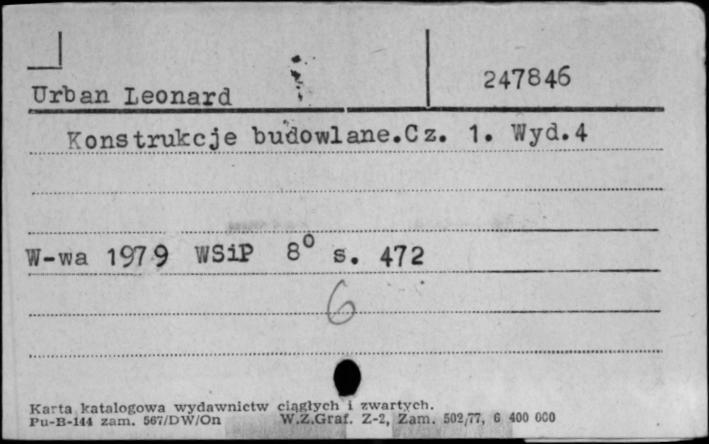 247846
Urban Leonard
Konstrukcje budowlane.Cz. 1. Wyd.4
W-wa 1979 WSiP 8° s. 472
6
Karta katalogowa wydawnictw ciągłych i zwartych.
Pu-B-144 zam. 567/DW/On W.Z.Graf. Z-2, Zam. 502/77, 6 400 000